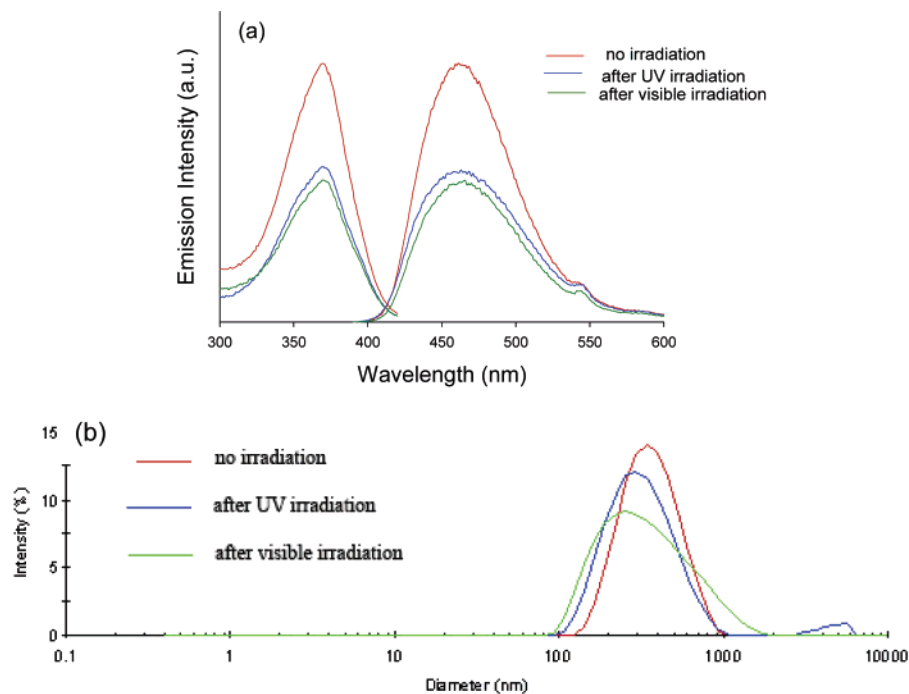 (a)
no irradiation
after UV irradiation
after visible irradiation
Emission Intensity (a.u.)
300 350 400 450 500 550 600
Wavelength (nm)
(b)
15
10
5
0
no irradiation
after UV irradiation
after visible irradiation
Intensity (%)
0.1 1 10 100 1000 10000
Diameter (nm)